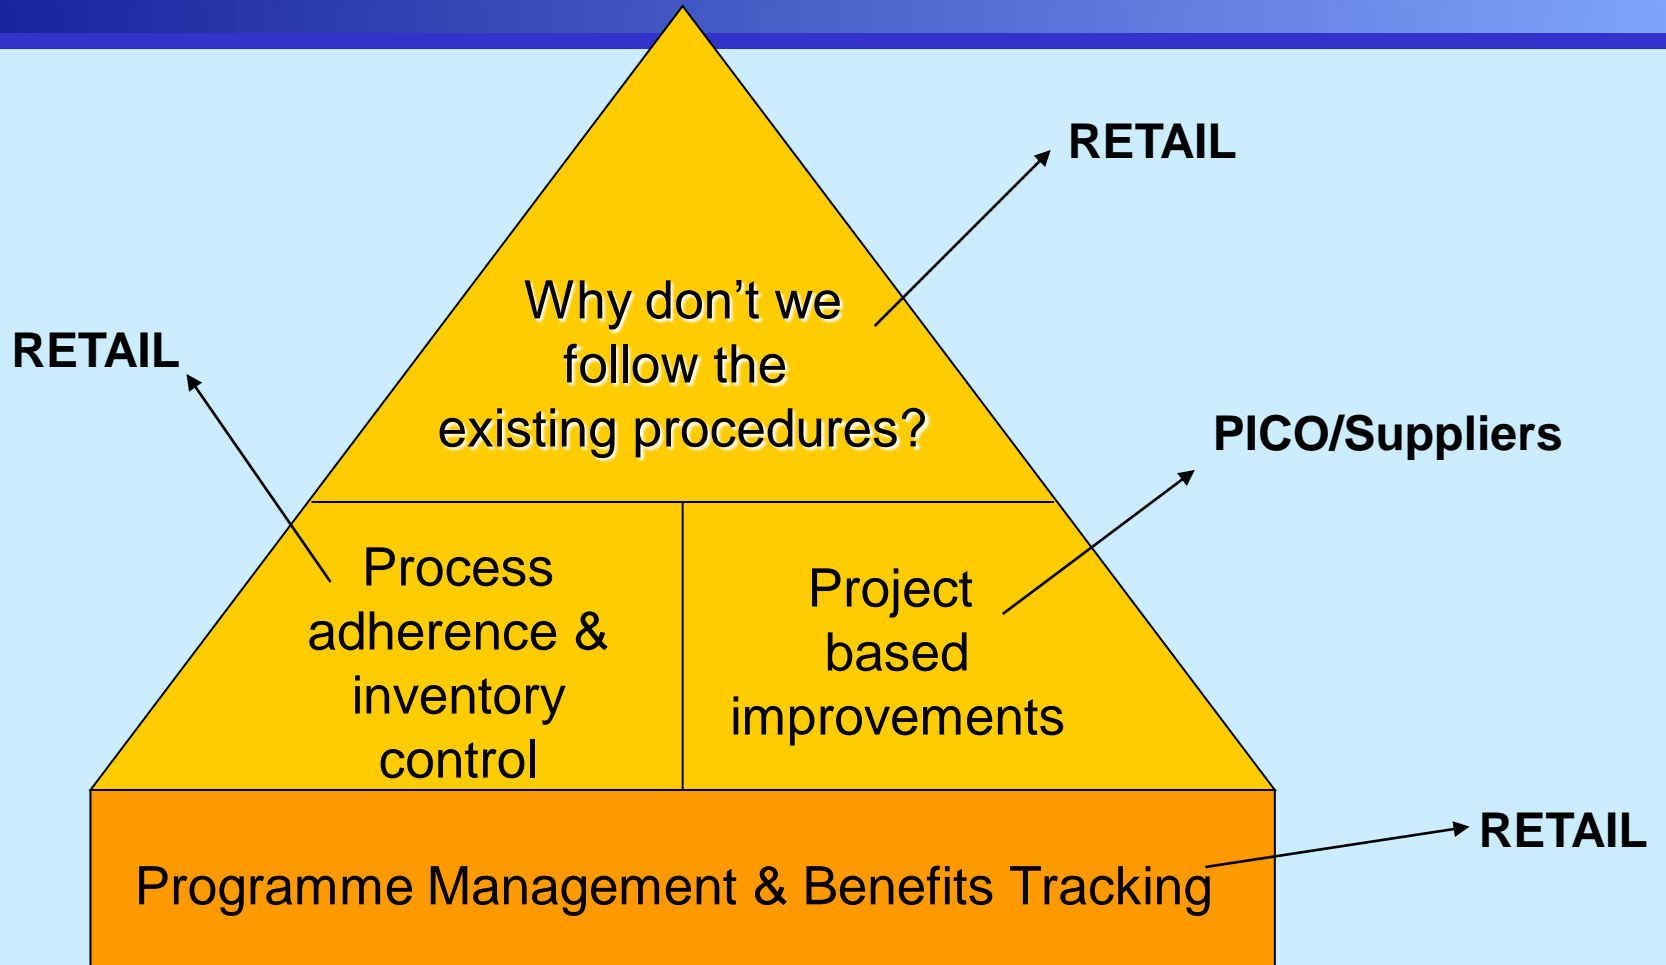 RETAIL
Why don’t we
follow the
existing procedures?
RETAIL
PICO/Suppliers
Process
adherence &
inventory
control
Project
based
improvements
RETAIL
Programme Management & Benefits Tracking